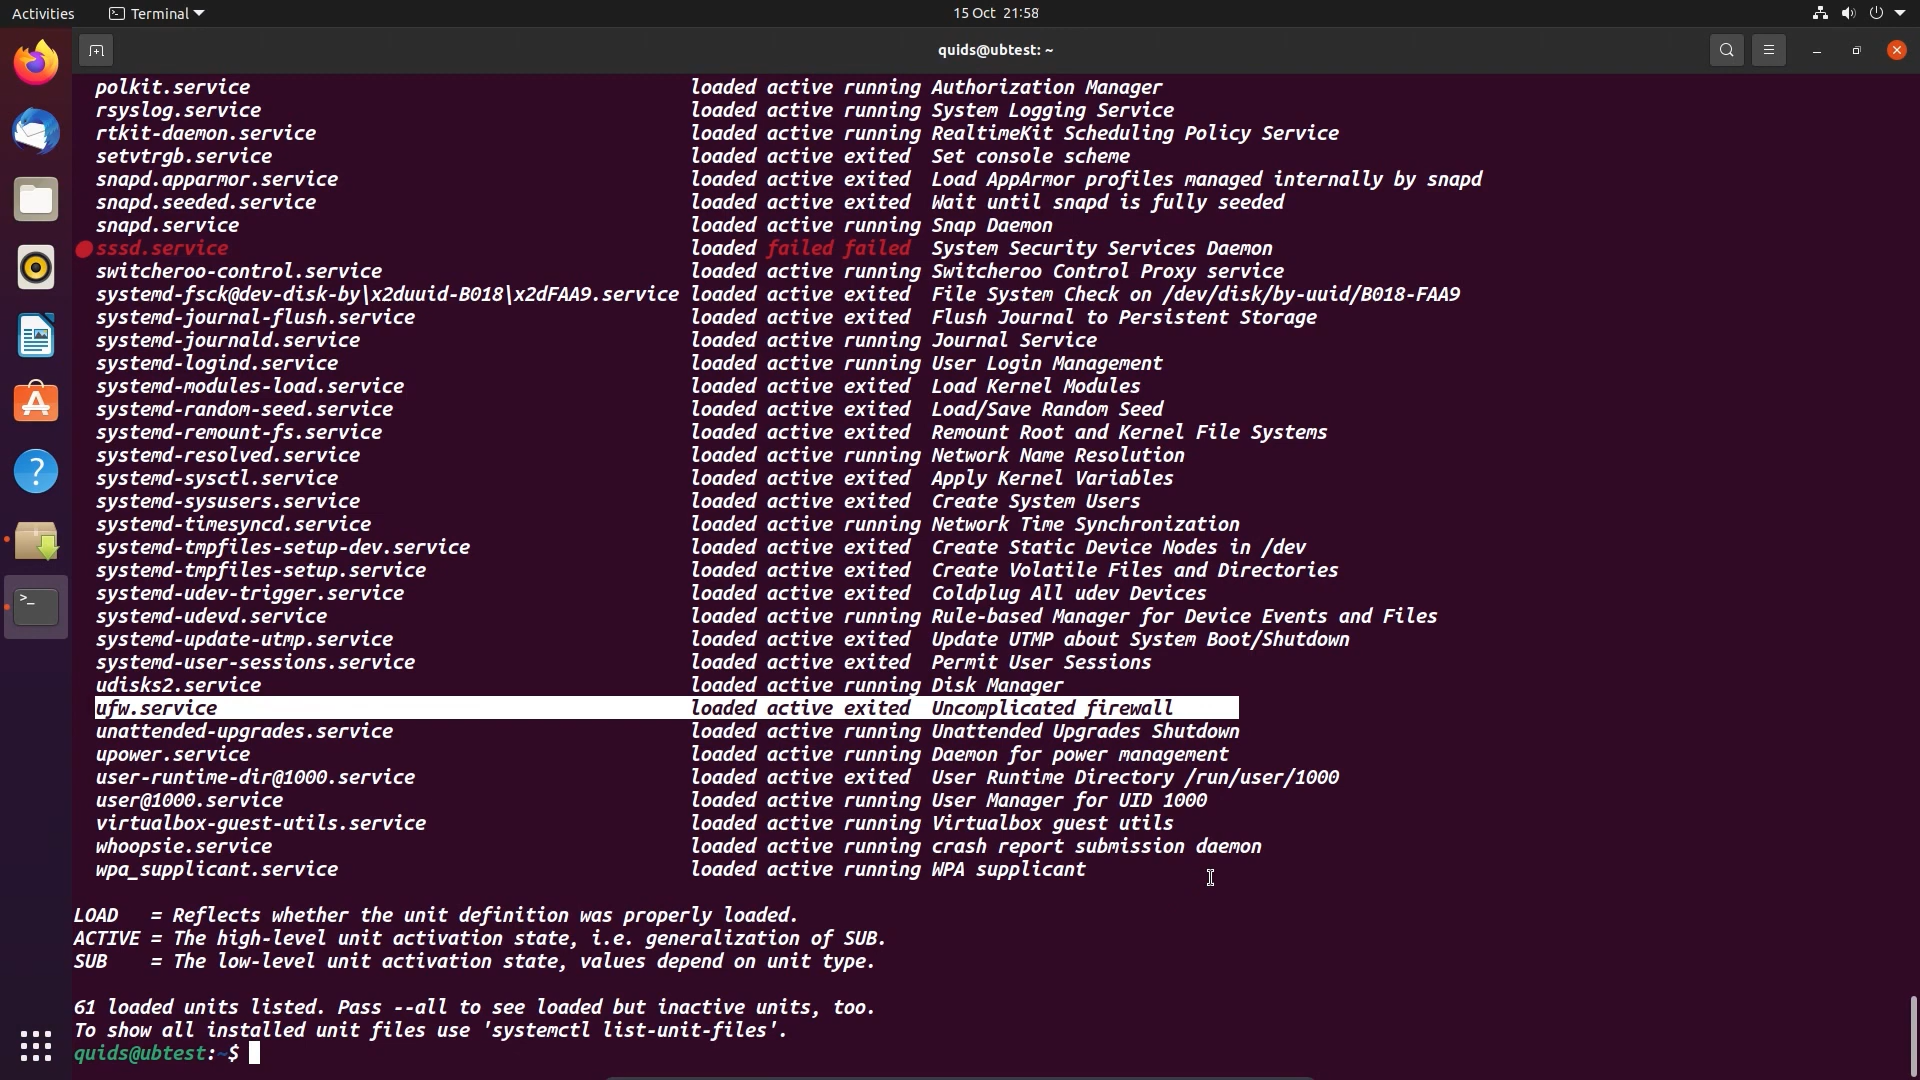 Activities Terminal 15 Oct 21:58
quids@ubtest: ~
polkit.service loaded active running Authorization Manager
rsyslog.service loaded active running System Logging Service
rtkit-daemon.service loaded active running RealtimeKit Scheduling Policy Service
setvtrgb.service loaded active exited Set console scheme
snapd.apparmor.service loaded active exited Load AppArmor profiles managed internally by snapd
snapd.seeded.service loaded active exited Wait until snapd is fully seeded
snapd.service loaded active running Snap Daemon
sssd.service loaded failed failed System Security Services Daemon
switcheroo-control.service loaded active running Switcheroo Control Proxy service
systemd-fsck@dev-disk-by\x2duuid-B018\x2dFAA9.service loaded active exited File System Check on /dev/disk/by-uuid/B018-FAA9
systemd-journal-flush.service loaded active exited Flush Journal to Persistent Storage
systemd-journald.service loaded active running Journal Service
systemd-logind.service loaded active running User Login Management
systemd-modules-load.service loaded active exited Load Kernel Modules
systemd-random-seed.service loaded active exited Load/Save Random Seed
systemd-remount-fs.service loaded active exited Remount Root and Kernel File Systems
systemd-resolved.service loaded active running Network Name Resolution
systemd-sysctl.service loaded active exited Apply Kernel Variables
systemd-sysusers.service loaded active exited Create System Users
systemd-timesyncd.service loaded active running Network Time Synchronization
systemd-tmpfiles-setup-dev.service loaded active exited Create Static Device Nodes in /dev
systemd-tmpfiles-setup.service loaded active exited Create Volatile Files and Directories
systemd-udev-trigger.service loaded active exited Coldplug All udev Devices
systemd-udevd.service loaded active running Rule-based Manager for Device Events and Files
systemd-update-utmp.service loaded active exited Update UTMP about System Boot/Shutdown
systemd-user-sessions.service loaded active exited Permit User Sessions
udisks2.service loaded active running Disk Manager
ufw.service loaded active exited Uncomplicated firewall
unattended-upgrades.service loaded active running Unattended Upgrades Shutdown
upower.service loaded active running Daemon for power management
user-runtime-dir@1000.service loaded active exited User Runtime Directory /run/user/1000
user@1000.service loaded active running User Manager for UID 1000
virtualbox-guest-utils.service loaded active running Virtualbox guest utils
whoopsie.service loaded active running crash report submission daemon
wpa_supplicant.service loaded active running WPA supplicant
LOAD = Reflects whether the unit definition was properly loaded.
ACTIVE = The high-level unit activation state, i.e. generalization of SUB.
SUB = The low-level unit activation state, values depend on unit type.
61 loaded units listed. Pass --all to see loaded but inactive units, too.
To show all installed unit files use 'systemctl list-unit-files'.
quids@ubtest:~$